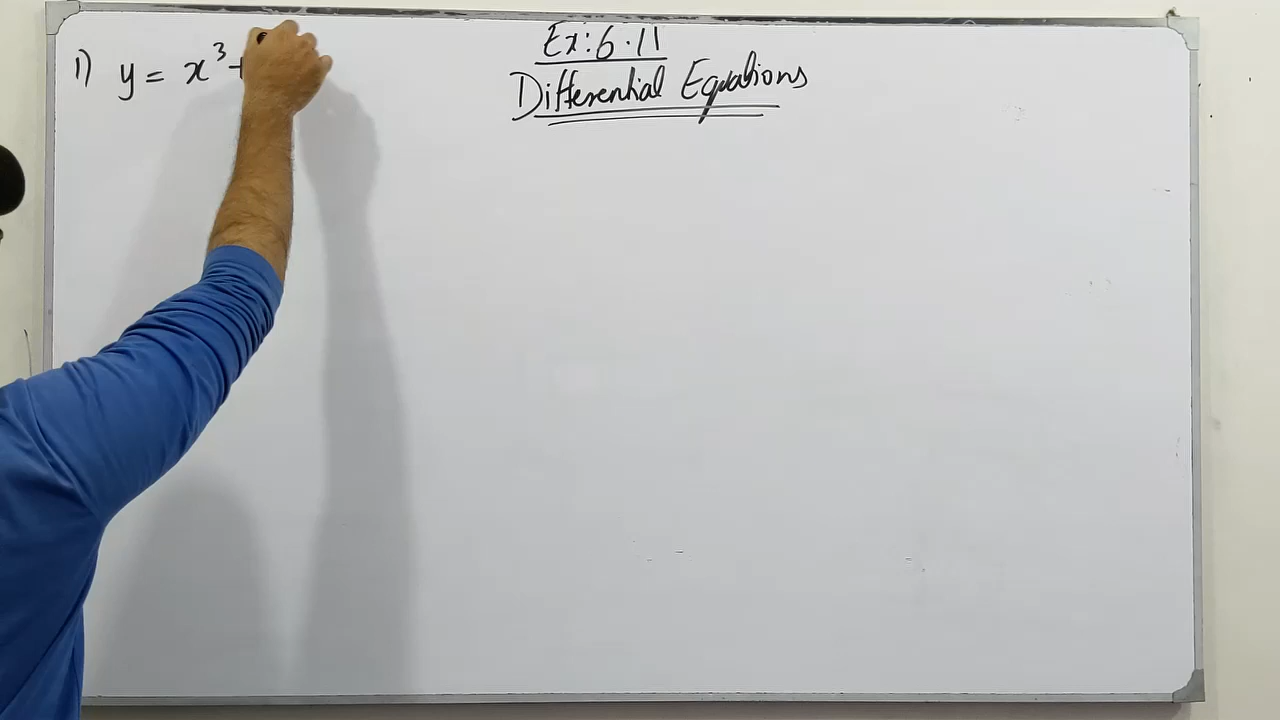 Ex: 6.11
Differential Equations
1) y = x³ +